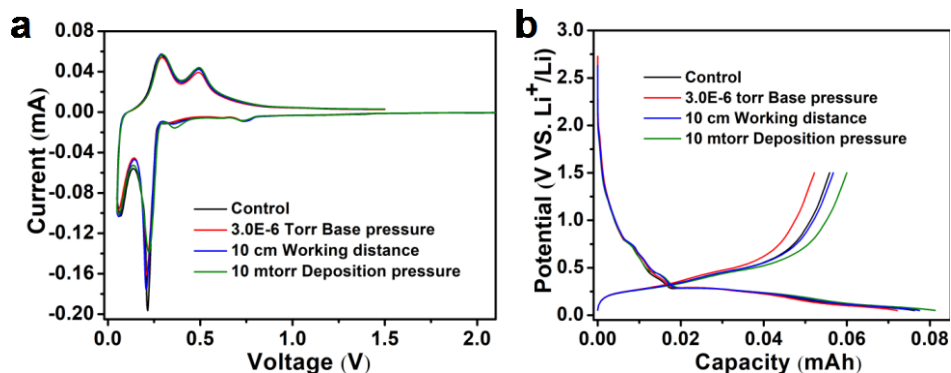 a
0.08
0.04
0.00
-0.04
-0.08
-0.12
-0.16
-0.20
Current (mA)
Control
3.0E-6 Torr Base pressure
10 cm Working distance
10 mtorr Deposition pressure
0.0 0.5 1.0 1.5 2.0
Voltage (V)
b
3.0
2.5
2.0
1.5
1.0
0.5
0.0
Potential (V VS. Li⁺/Li)
Control
3.0E-6 torr Base pressure
10 cm Working distance
10 mtorr Deposition pressure
0.00 0.02 0.04 0.06 0.08
Capacity (mAh)